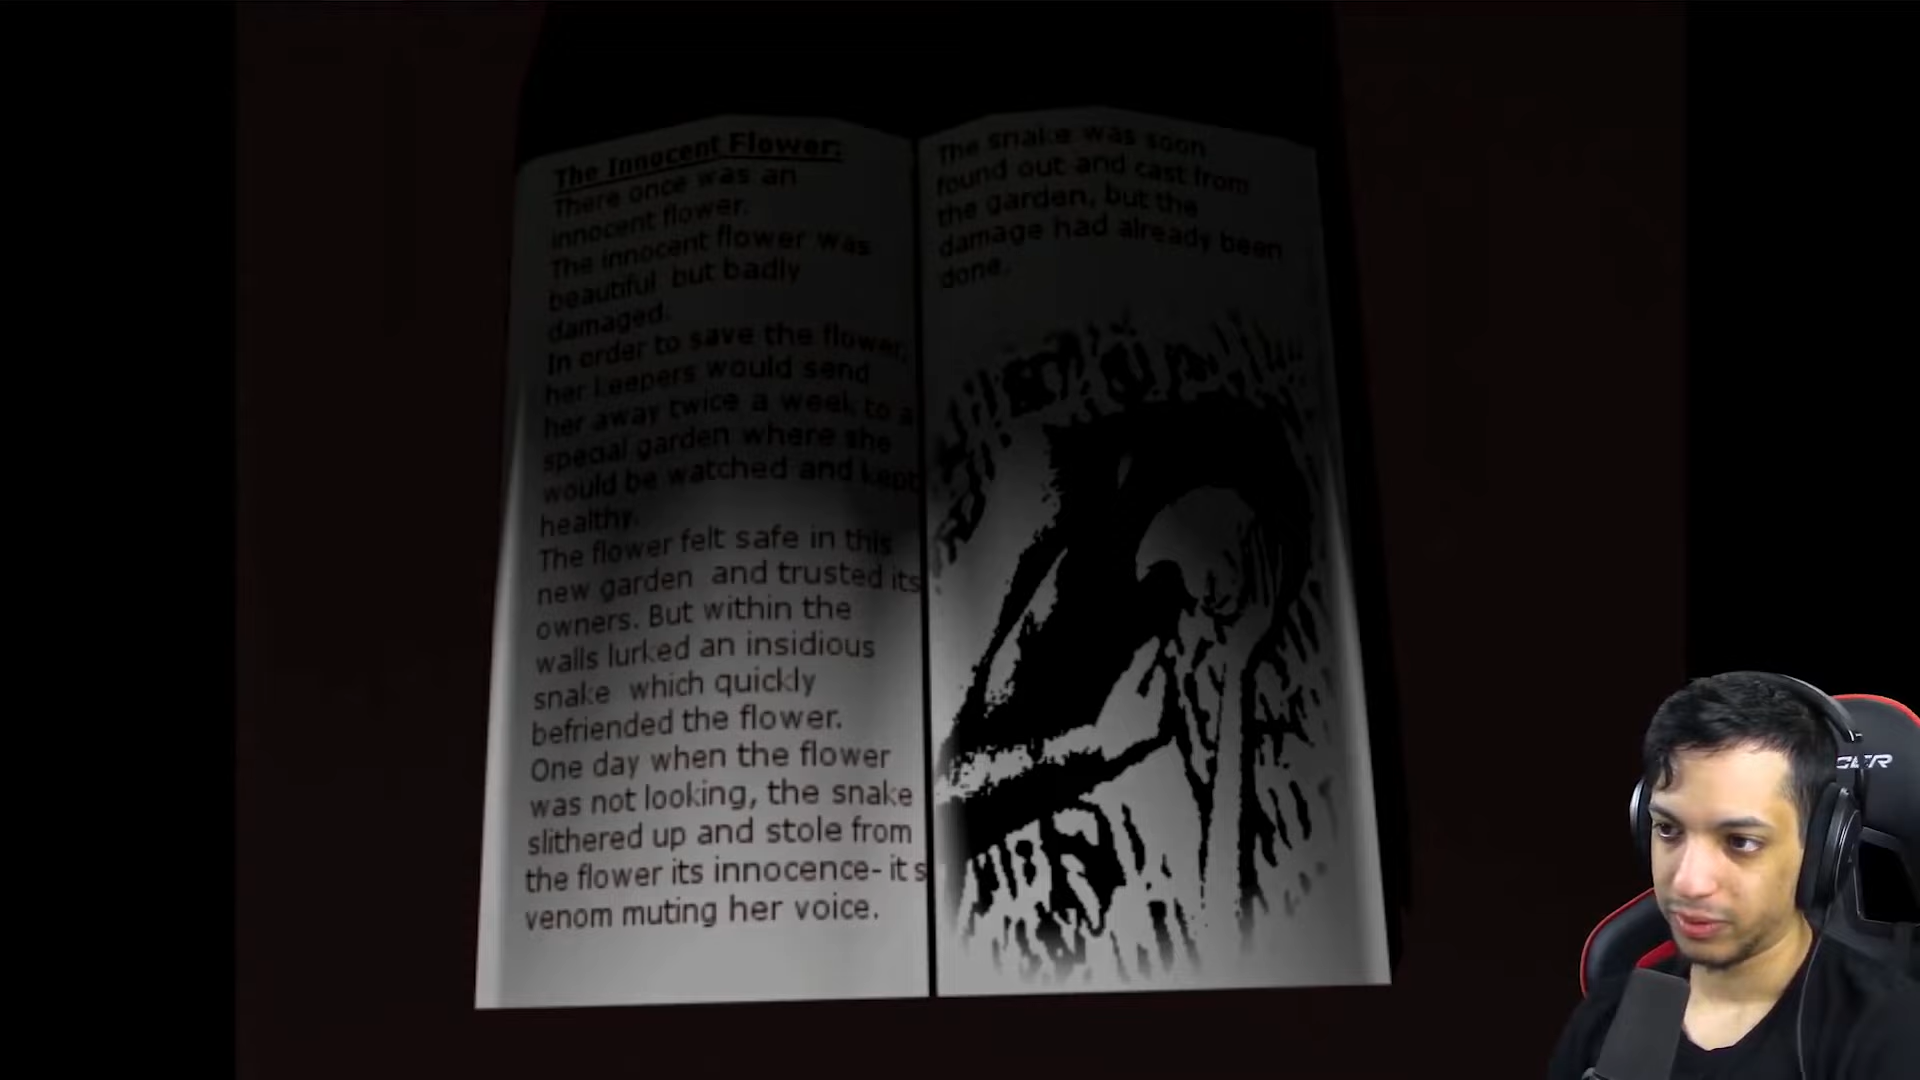 The Innocent Flower:
There once was an
innocent flower.
The innocent flower was
beautiful but badly
damaged.
In order to save the flower,
her keepers would send
her away twice a week to a
special garden where she
would be watched and kept
healthy.
The flower felt safe in this
new garden and trusted its
owners. But within the
walls lurked an insidious
snake which quickly
befriended the flower.
One day when the flower
was not looking, the snake
slithered up and stole from
the flower its innocence- it s
venom muting her voice.
The snake was soon
found out and cast from
the garden, but the
damage had already been
done.